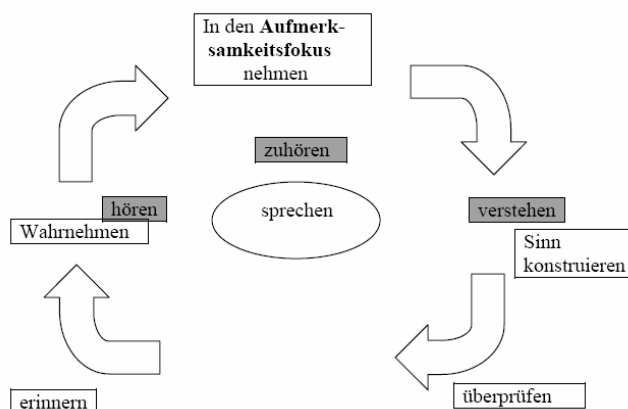 In den Aufmerk-
samkeitsfokus
nehmen
zuhören
hören
Wahrnehmen
sprechen
verstehen
Sinn
konstruieren
erinnern
überprüfen